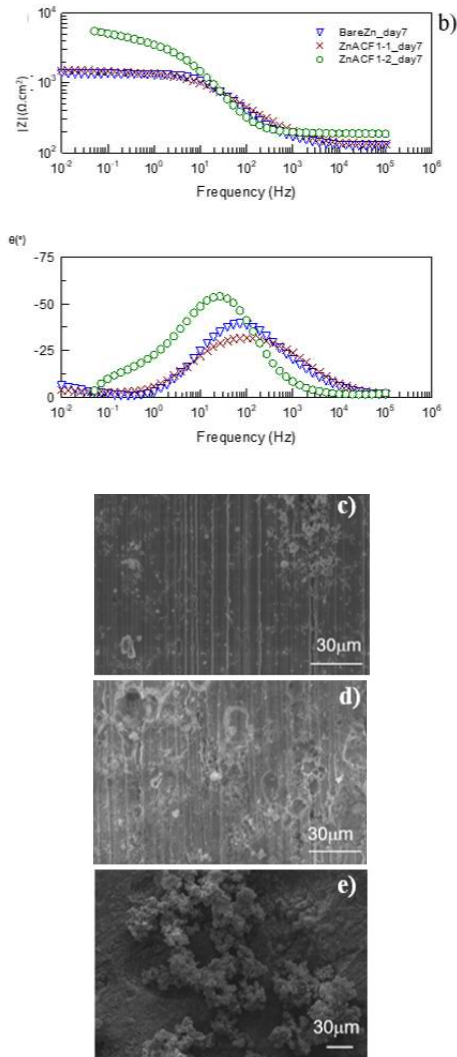 b)
10⁴
BareZn_day7
ZnACF1-1_day7
ZnACF1-2_day7
|Z|(Ω.cm²)
10³
10²
10⁻² 10⁻¹ 10⁰ 10¹ 10² 10³ 10⁴ 10⁵ 10⁶
Frequency (Hz)
θ(°)
-75
-50
-25
0
10⁻² 10⁻¹ 10⁰ 10¹ 10² 10³ 10⁴ 10⁵ 10⁶
Frequency (Hz)
c)
30μm
d)
30μm
e)
30μm